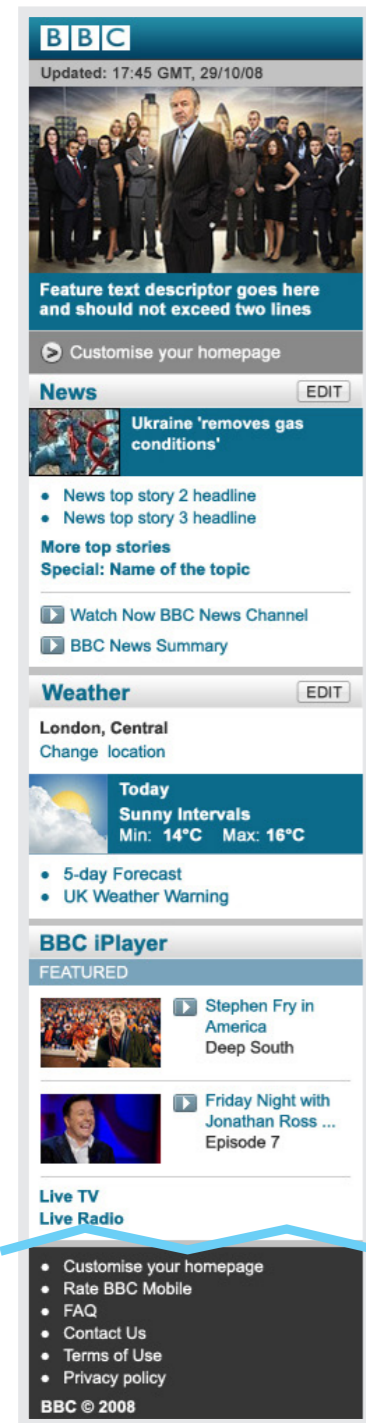 BBC
Updated: 17:45 GMT, 29/10/08
Feature text descriptor goes here
and should not exceed two lines
Customise your homepage
News EDIT
Ukraine 'removes gas
conditions'
News top story 2 headline
News top story 3 headline
More top stories
Special: Name of the topic
Watch Now BBC News Channel
BBC News Summary
Weather EDIT
London, Central
Change location
Today
Sunny Intervals
Min: 14°C Max: 16°C
5-day Forecast
UK Weather Warning
BBC iPlayer
FEATURED
Stephen Fry in
America
Deep South
Friday Night with
Jonathan Ross ...
Episode 7
Live TV
Live Radio
Customise your homepage
Rate BBC Mobile
FAQ
Contact Us
Terms of Use
Privacy policy
BBC © 2008